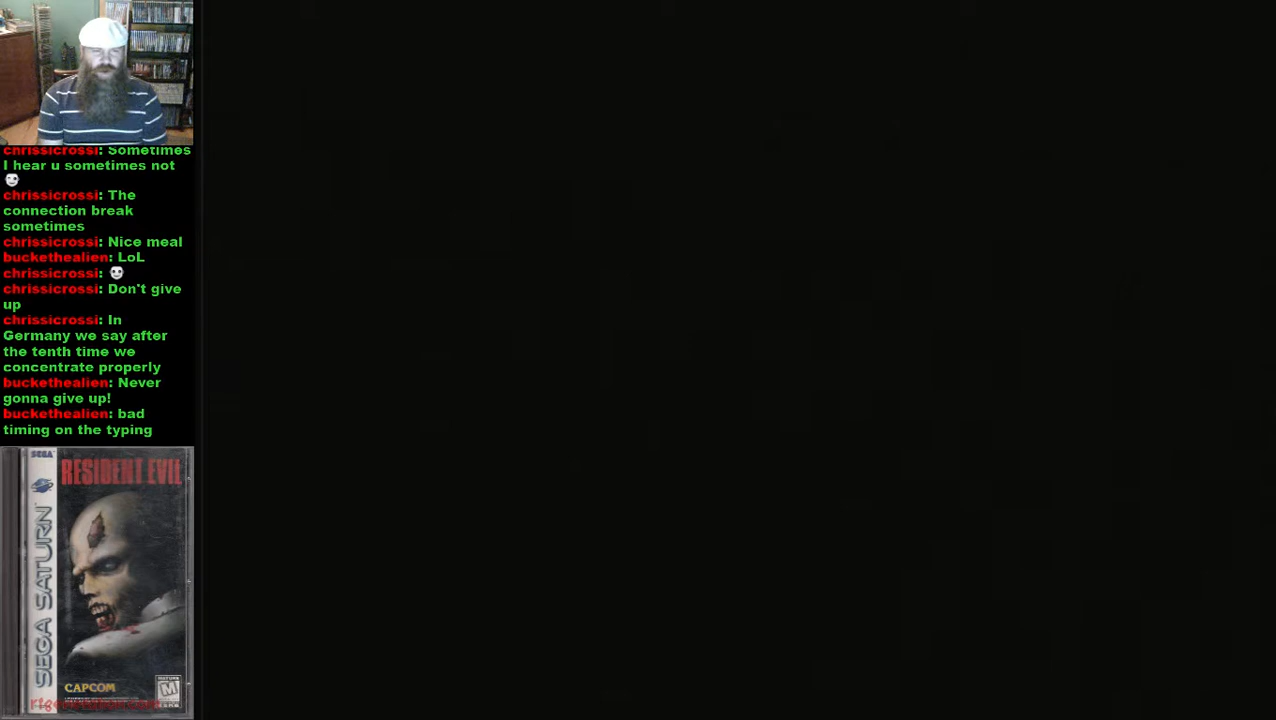 chrissicrossi: Sometimes
I hear u sometimes not
chrissicrossi: The
connection break
sometimes
chrissicrossi: Nice meal
buckethealien: LoL
chrissicrossi:
chrissicrossi: Don't give
up
chrissicrossi: In
Germany we say after
the tenth time we
concentrate properly
buckethealien: Never
gonna give up!
buckethealien: bad
timing on the typing
SEGA
RESIDENT EVIL
SEGA SATURN
CAPCOM
MATURE
M